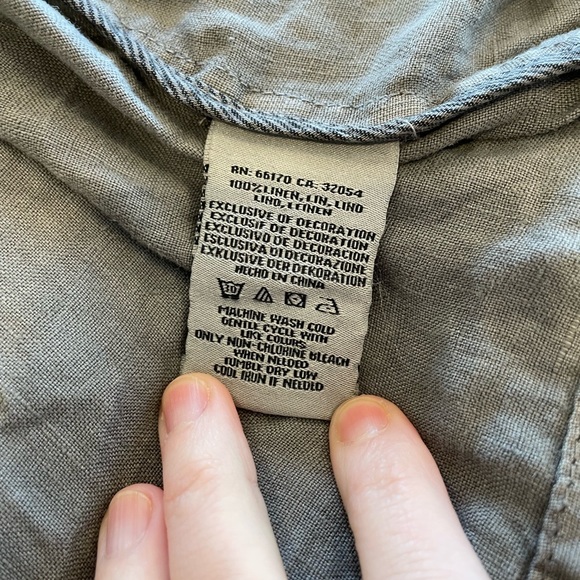 RN: 66170 CA: 32054
100% LINEN, LIN, LINO
LINO, LEINEN
EXCLUSIVE OF DECORATION
EXCLUSIF DE DECORATION
EXCLUSIVO DE DECORACION
ESCLUSIVA DI DECORAZIONE
EXKLUSIVE DER DEKORATION
HECHO EN CHINA
30
MACHINE WASH COLD
GENTLE CYCLE WITH
LIKE COLORS
ONLY NON-CHLORINE BLEACH
WHEN NEEDED
TUMBLE DRY LOW
COOL IRON IF NEEDED